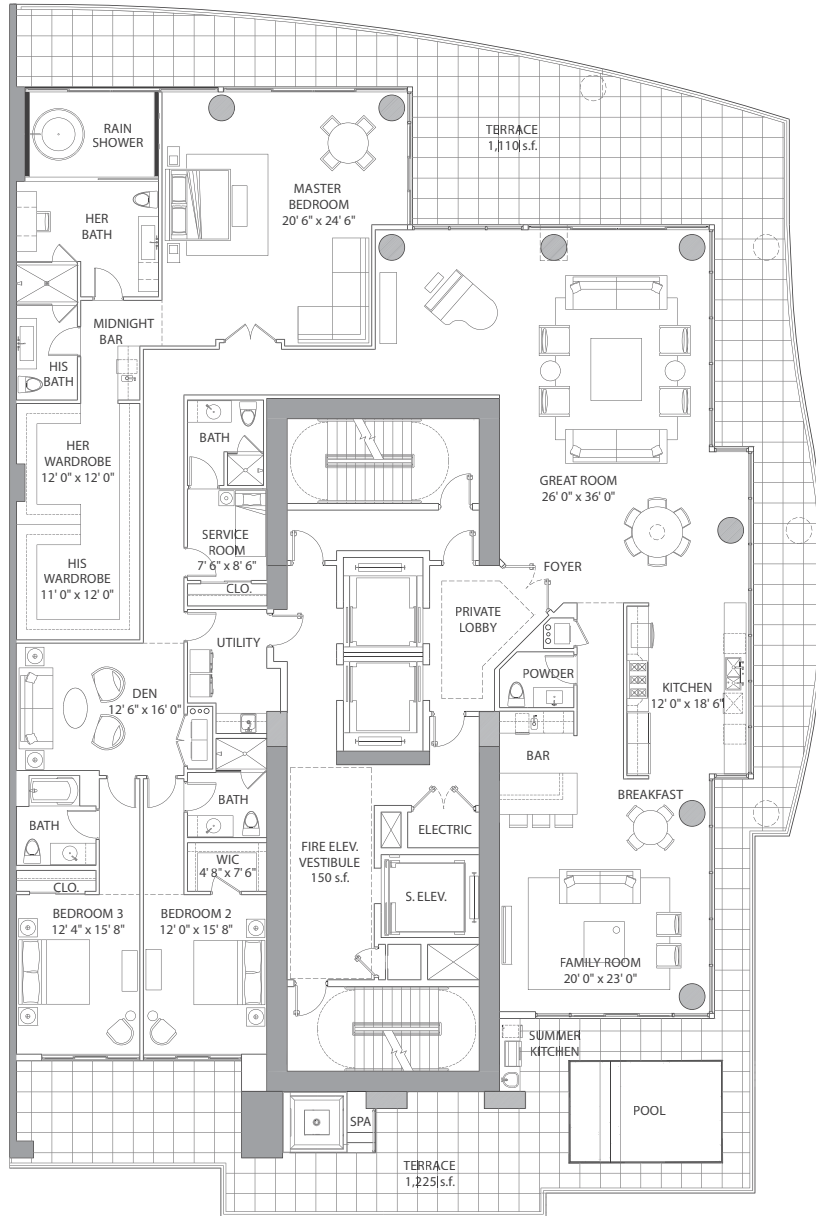 TERRACE
1,110 s.f.
RAIN
SHOWER
MASTER
BEDROOM
20' 6" x 24' 6"
HER
BATH
MIDNIGHT
BAR
HIS
BATH
BATH
HER
WARDROBE
12' 0" x 12' 0"
GREAT ROOM
26' 0" x 36' 0"
SERVICE
ROOM
7' 6" x 8' 6"
HIS
WARDROBE
11' 0" x 12' 0"
FOYER
CLO.
PRIVATE
LOBBY
UTILITY
POWDER
DEN
12' 6" x 16' 0"
KITCHEN
12' 0" x 18' 6"
BAR
BREAKFAST
BATH
BATH
ELECTRIC
FIRE ELEV.
VESTIBULE
150 s.f.
WIC
4' 8" x 7' 6"
CLO.
S. ELEV.
BEDROOM 3
12' 4" x 15' 8"
BEDROOM 2
12' 0" x 15' 8"
FAMILY ROOM
20' 0" x 23' 0"
SUMMER
KITCHEN
POOL
SPA
TERRACE
1,225 s.f.